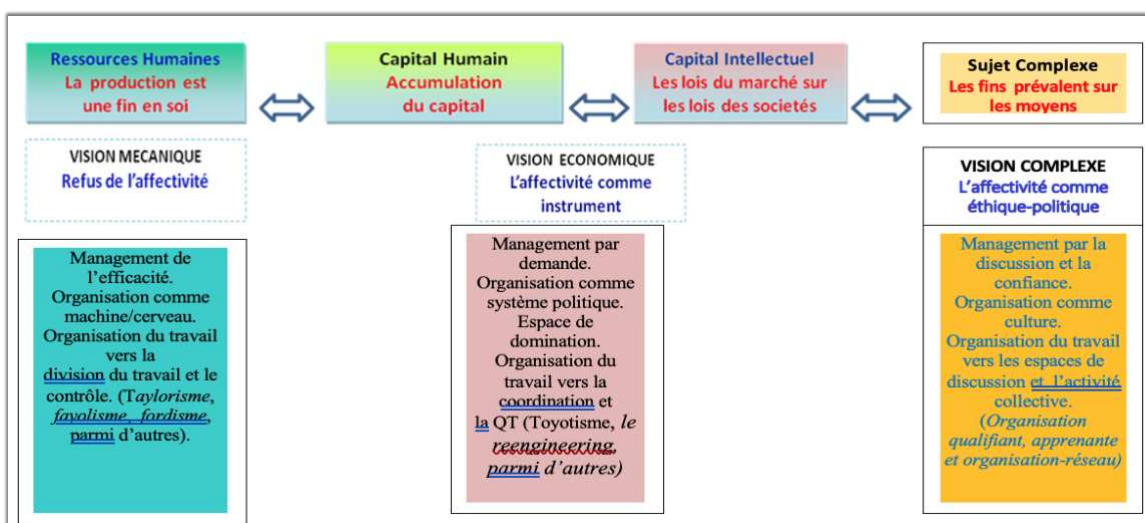 Ressources Humaines
La production est
une fin en soi
Capital Humain
Accumulation
du capital
Capital Intellectuel
Les lois du marché sur
les lois des societés
Sujet Complexe
Les fins prévalent sur
les moyens
VISION MECANIQUE
Refus de l'affectivité
VISION ECONOMIQUE
L'affectivité comme
instrument
VISION COMPLEXE
L'affectivité comme
éthique-politique
Management de
l'efficacité.
Organisation comme
machine/cerveau.
Organisation du travail
vers la
division du travail et le
contrôle. (Taylorisme,
fayolisme, fordisme,
parmi d'autres).
Management par
demande.
Organisation comme
système politique.
Espace de
domination.
Organisation du
travail vers la
coordination et
la QT (Toyotisme, le
reengineering,
parmi d'autres)
Management par la
discussion et la
confiance.
Organisation comme
culture.
Organisation du travail
vers les espaces de
discussion et l'activité
collective.
(Organisation
qualifiant, apprenante
et organisation-réseau)